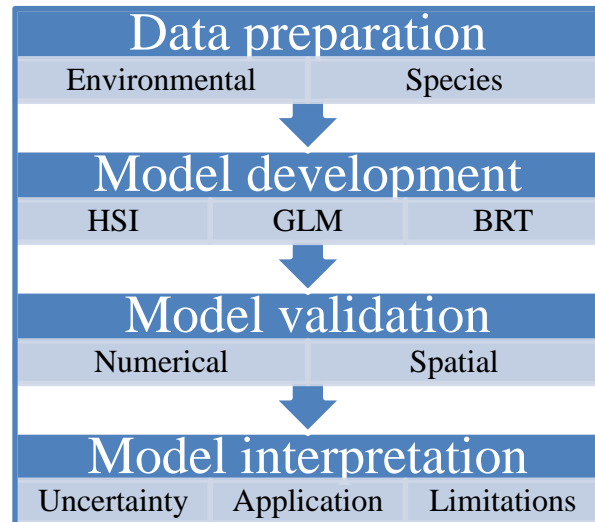 Data preparation
Environmental Species
Model development
HSI GLM BRT
Model validation
Numerical Spatial
Model interpretation
Uncertainty Application Limitations